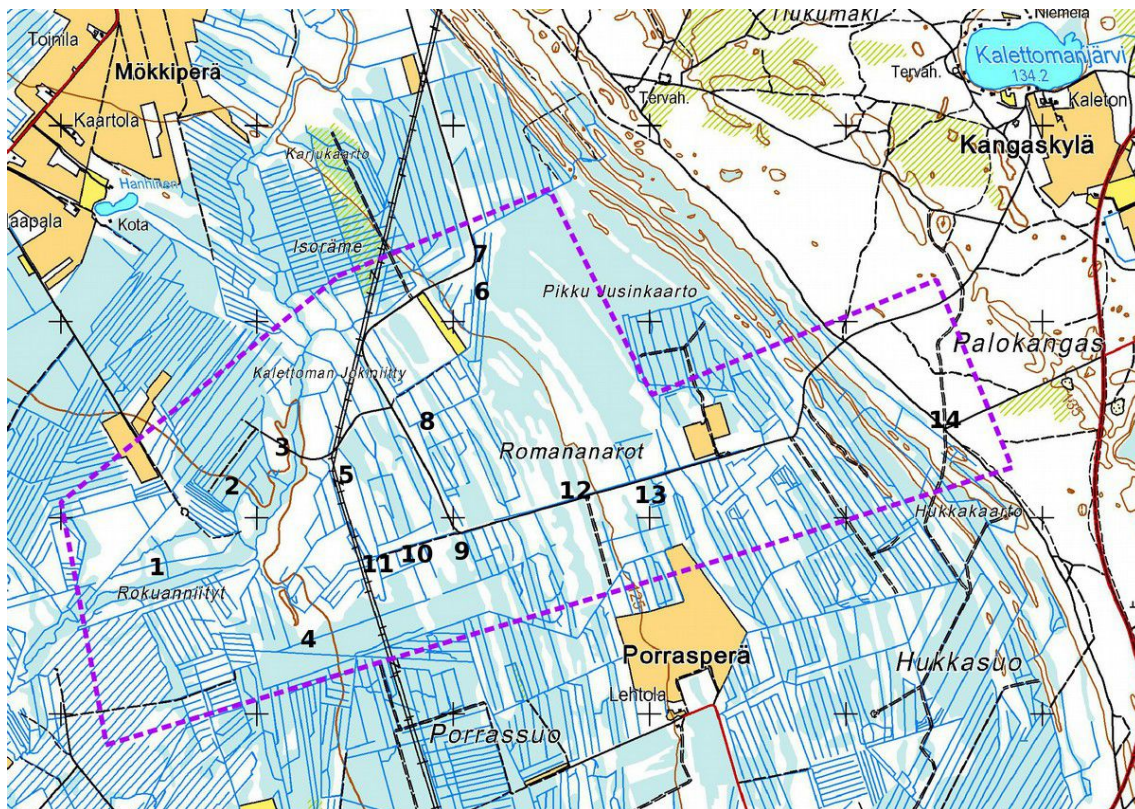 Toinila
Mökkiperä
Kaartola
Hanhinen
Kota
Karjukaarto
Isoräme
Tervah.
Tervah.
Niemelä
Kalettomanjärvi
134.2
Kaleton
Kangaskylä
7
6
Pikku Jusinkaarto
Palokangas
Kalettoman Jokiniitty
8
14
3
Romananarot
5
2
12
13
Hukkakaarto
9
10
11
1
Rokuanniityt
4
125
Porrasperä
Hukkasuo
Lehtola
Porrassuo